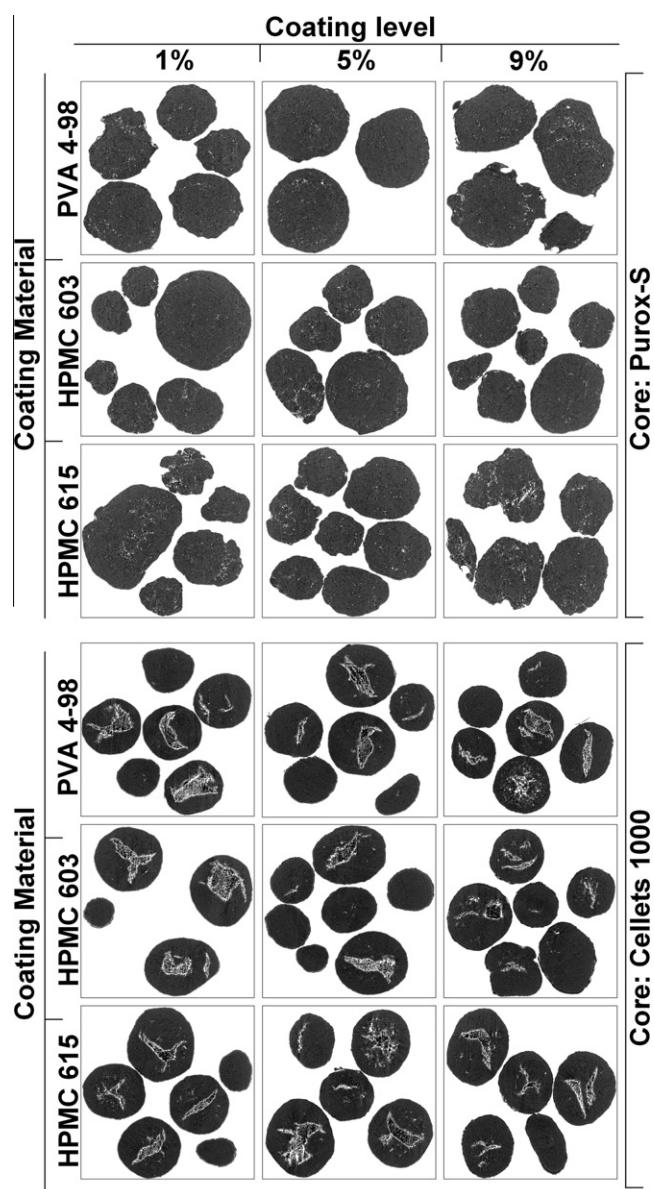 Coating level
1% 5% 9%
Coating Material
PVA 4-98
HPMC 603
HPMC 615
Core: Purox-S
Coating Material
PVA 4-98
HPMC 603
HPMC 615
Core: Cellets 1000